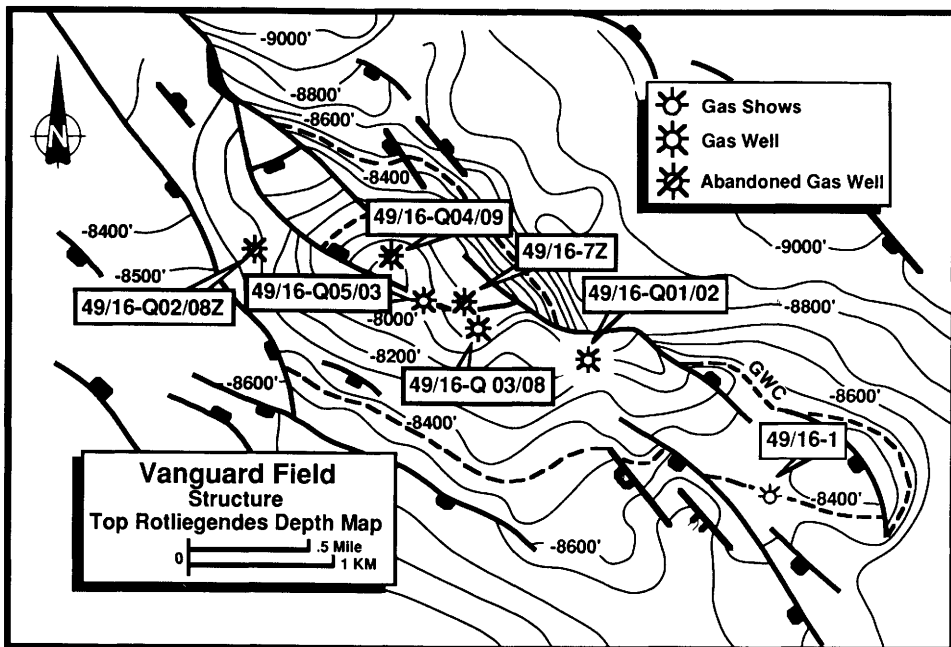 -9000'
-8800'
-8600'
-8400'
Gas Shows
Gas Well
Abandoned Gas Well
N
-8400'
-8500'
49/16-Q04/09
49/16-7Z
49/16-Q05/03
49/16-Q01/02
49/16-Q02/08Z
-9000'
-8800'
-8000'
-8200'
49/16-Q 03/08
-8600'
-8400'
GWC
-8600'
49/16-1
-8400'
-8600'
Vanguard Field
Structure
Top Rotliegendes Depth Map
0
.5 Mile
1 KM